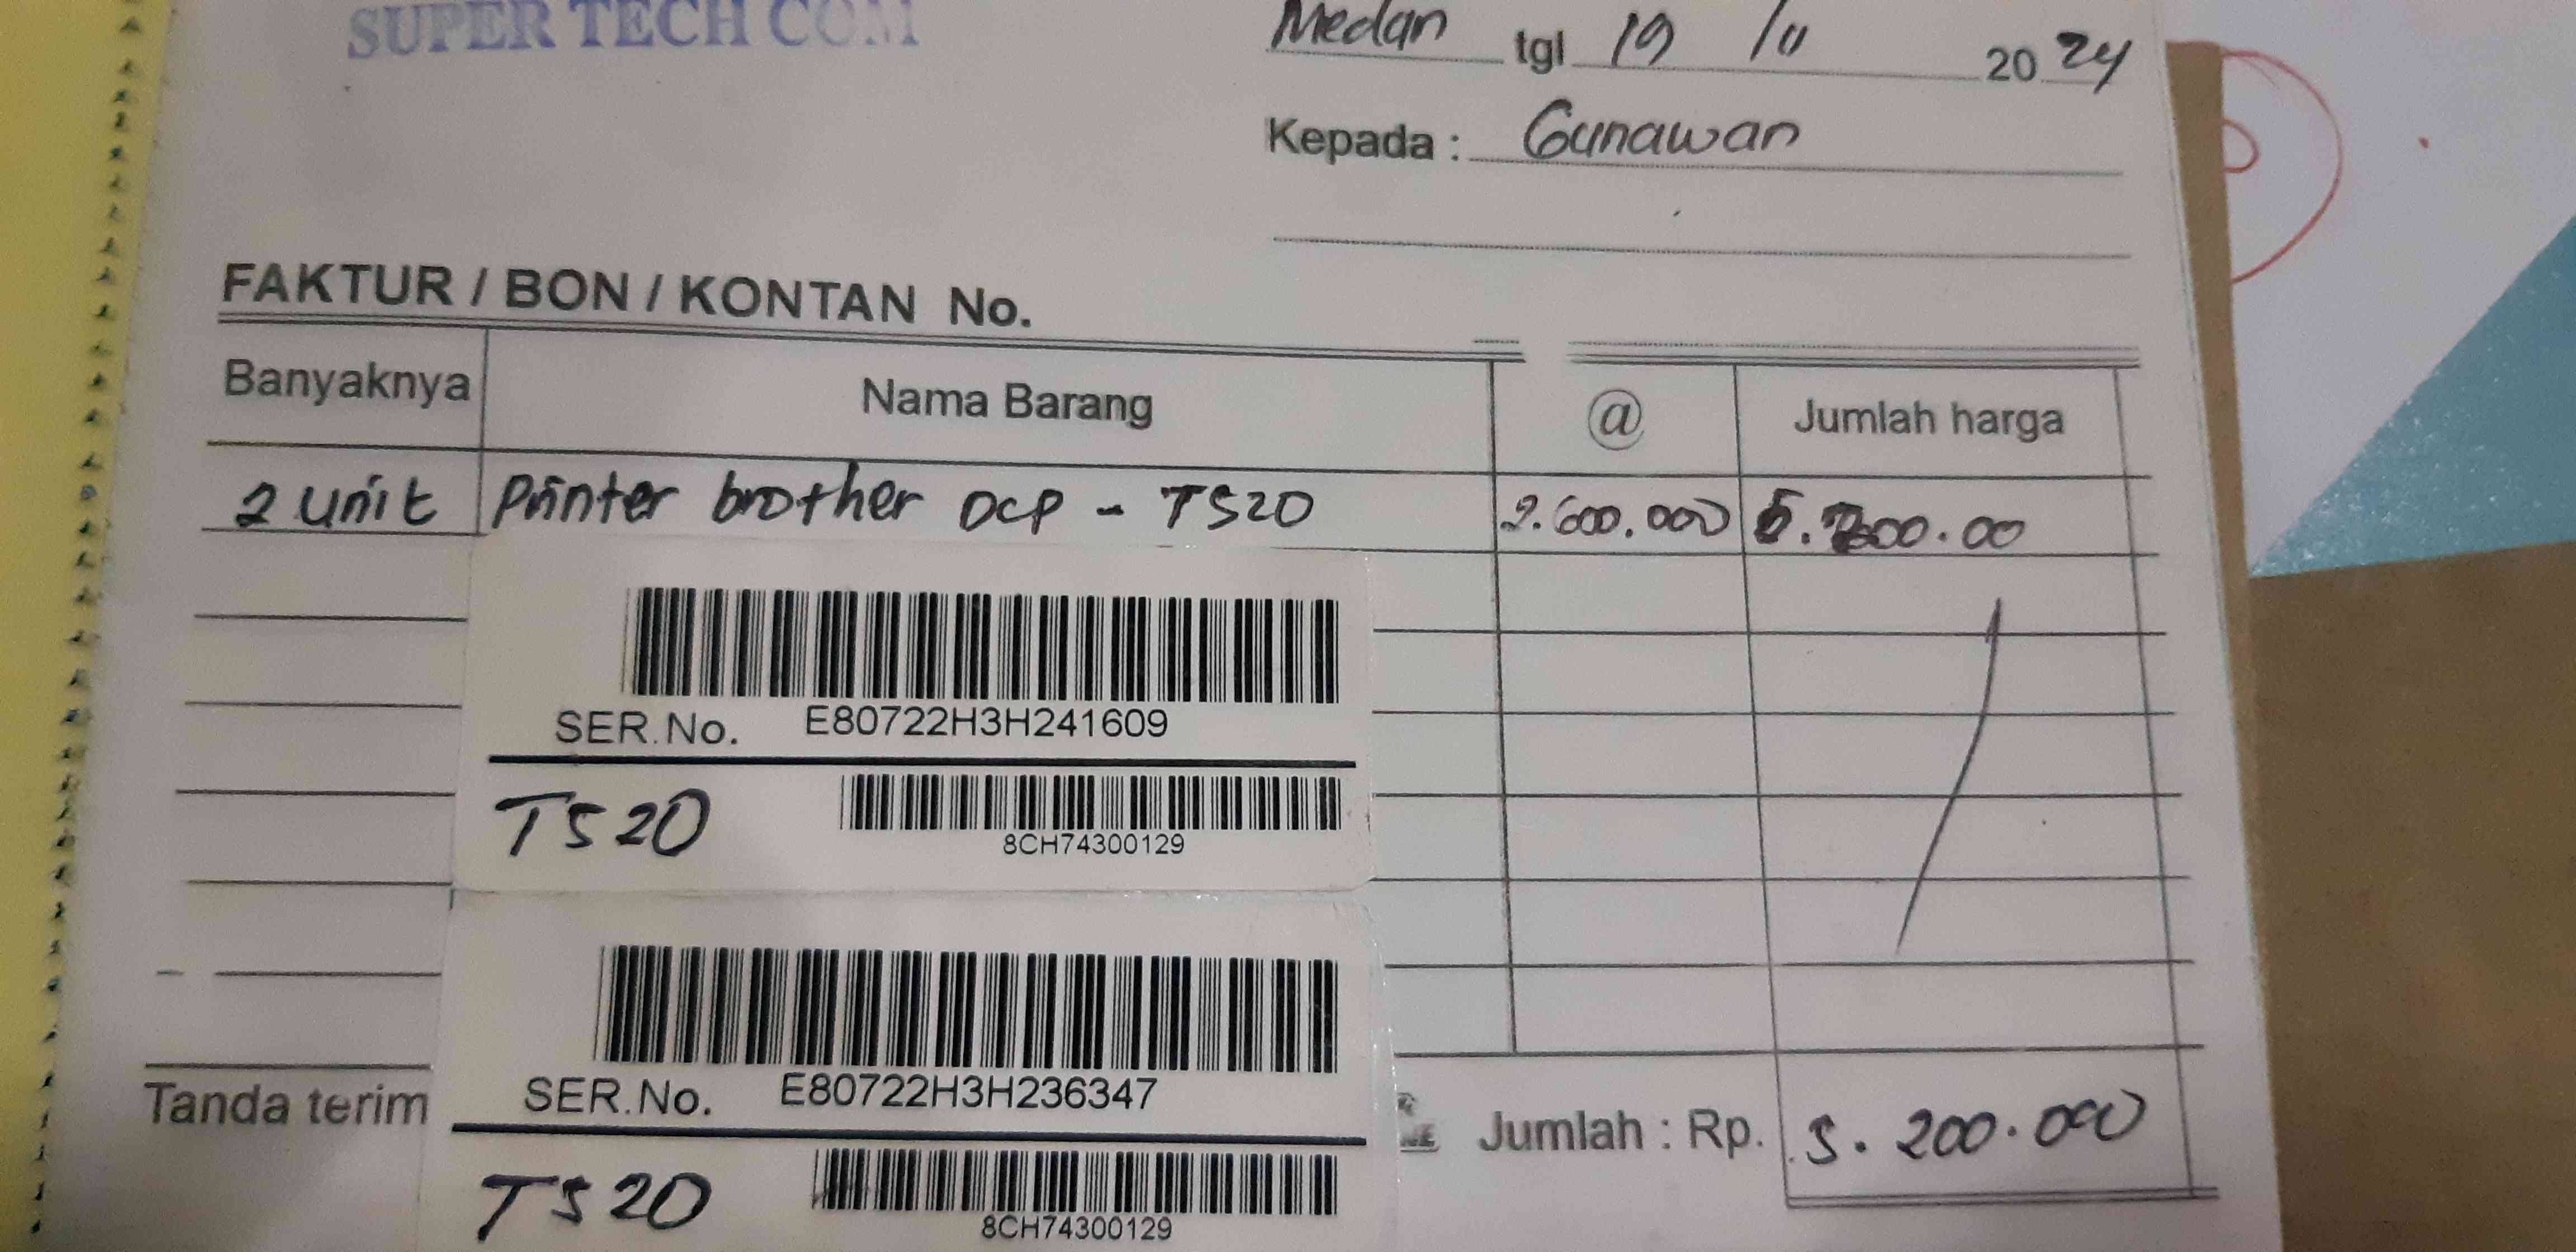 SUPER TECH COM
Medan tgl 19 / 11 2024
Kepada : Gunawan
FAKTUR / BON / KONTAN No.
Banyaknya Nama Barang @ Jumlah harga
2 unit Printer brother DCP - T520 2.600.000
SER.No. E80722H3H241609
T520 8CH74300129
SER.No. E80722H3H236347
Tanda terim Jumlah : Rp. 5.200.000
T520 8CH74300129